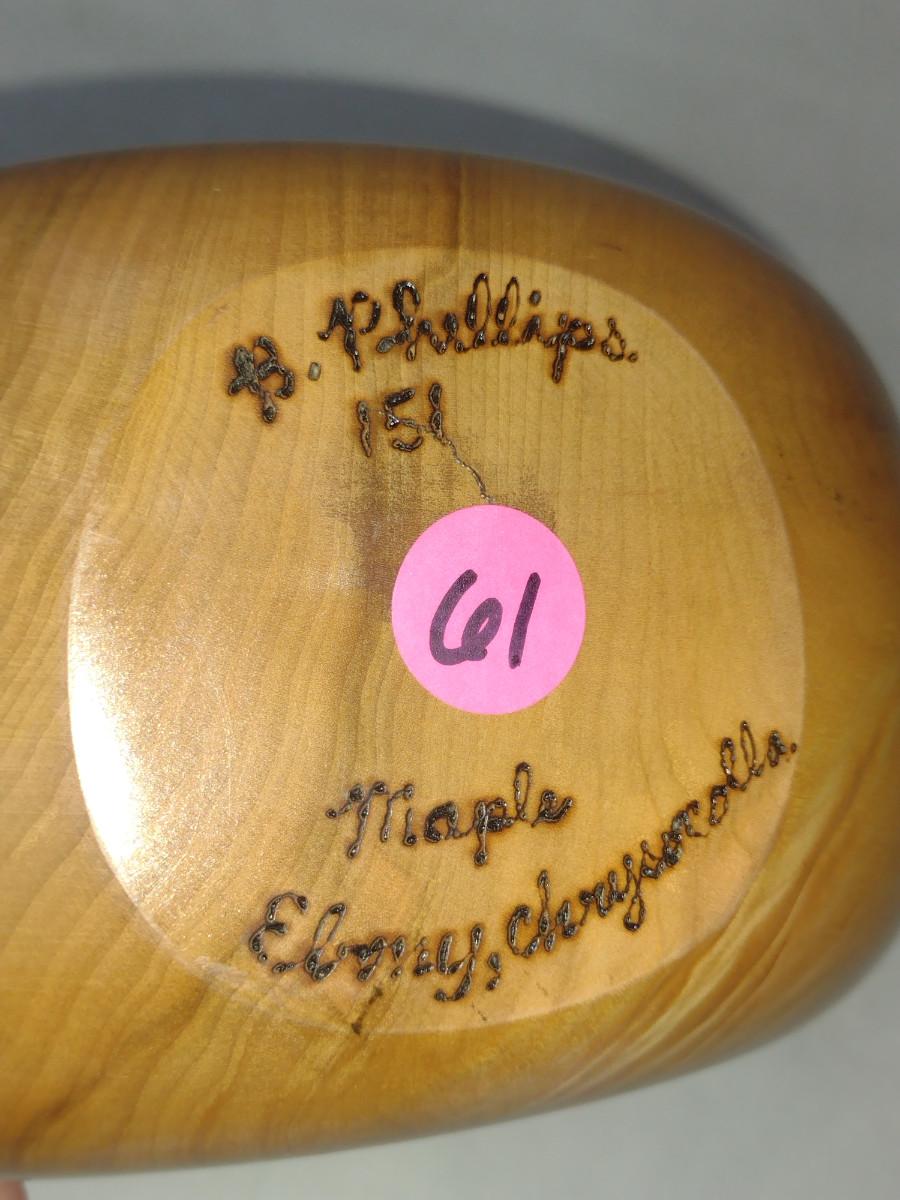 B. Phillips.
151
61
Maple
Ebony, chrysocolla.